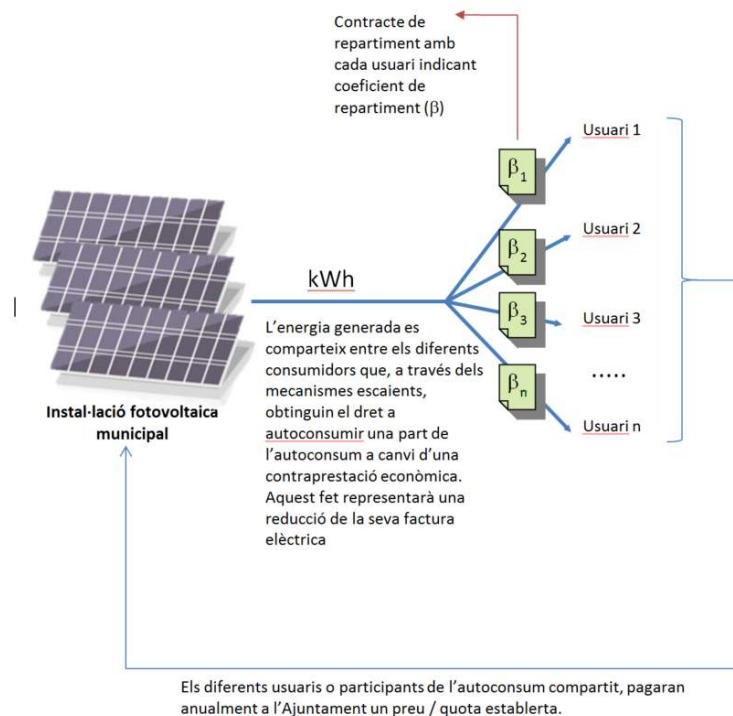 Contracte de
repartiment amb
cada usuari indicant
coeficient de
repartiment (β)
Usuari 1
β1
Usuari 2
β2
kWh
Usuari 3
β3
.....
βn
Usuari n
L’energia generada es
comparteix entre els diferents
consumidors que, a través dels
mecanismes escaients,
obtinguin el dret a
autoconsumir una part de
l’autoconsum a canvi d’una
contraprestació econòmica.
Aquest fet representarà una
reducció de la seva factura
elèctrica
Instal·lació fotovoltaica
municipal
Els diferents usuaris o participants de l’autoconsum compartit, pagaran
anualment a l’Ajuntament un preu / quota establerta.